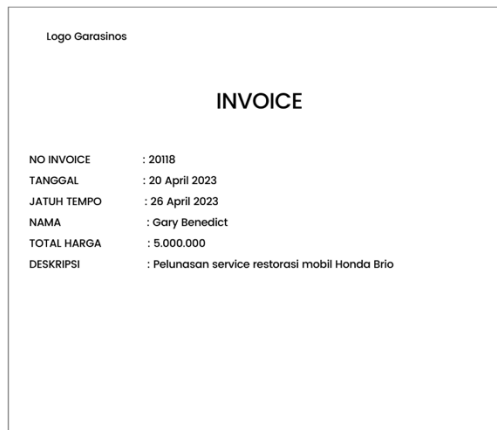 Logo Garasinos
INVOICE
NO INVOICE : 20118
TANGGAL : 20 April 2023
JATUH TEMPO : 26 April 2023
NAMA : Gary Benedict
TOTAL HARGA : 5.000.000
DESKRIPSI : Pelunasan service restorasi mobil Honda Brio